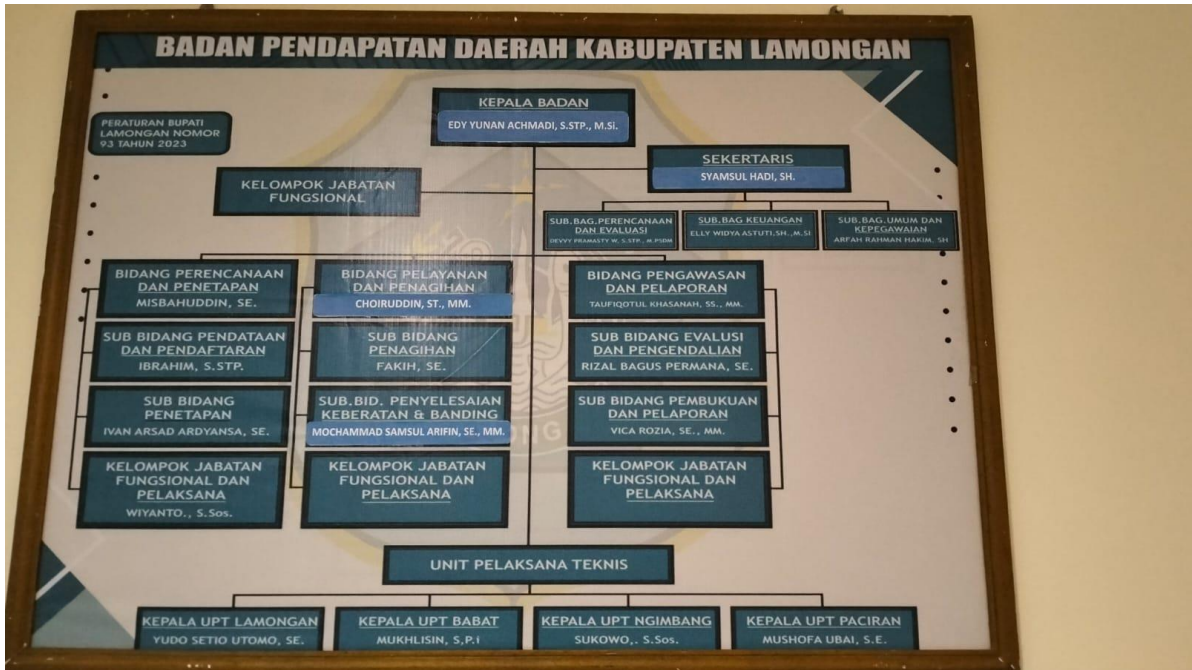 BADAN PENDAPATAN DAERAH KABUPATEN LAMONGAN
PERATURAN BUPATI
LAMONGAN NOMOR
93 TAHUN 2023
KEPALA BADAN
EDY YUNAN ACHMADI, S.STP., M.Si.
SEKERTARIS
SYAMSUL HADI, SH.
KELOMPOK JABATAN
FUNGSIONAL
SUB.BAG.PERENCANAAN
DAN EVALUASI
DEVVY PRAMASTY W, S.STP., M.PSDM
SUB.BAG KEUANGAN
ELLY WIDYA ASTUTI,SH.,M.SI
SUB.BAG.UMUM DAN
KEPEGAWAIAN
ARFAH RAHMAN HAKIM, SH
BIDANG PERENCANAAN
DAN PENETAPAN
MISBAHUDDIN, SE.
SUB BIDANG PENDATAAN
DAN PENDAFTARAN
IBRAHIM, S.STP.
SUB BIDANG
PENETAPAN
IVAN ARSAD ARDYANSA, SE.
KELOMPOK JABATAN
FUNGSIONAL DAN
PELAKSANA
WIYANTO., S.Sos.
BIDANG PELAYANAN
DAN PENAGIHAN
CHOIRUDDIN, ST., MM.
SUB BIDANG
PENAGIHAN
FAKIH, SE.
SUB.BID. PENYELESAIAN
KEBERATAN & BANDING
MOCHAMMAD SAMSUL ARIFIN, SE., MM.
KELOMPOK JABATAN
FUNGSIONAL DAN
PELAKSANA
BIDANG PENGAWASAN
DAN PELAPORAN
TAUFIQOTUL KHASANAH, SS., MM.
SUB BIDANG EVALUSI
DAN PENGENDALIAN
RIZAL BAGUS PERMANA, SE.
SUB BIDANG PEMBUKUAN
DAN PELAPORAN
VICA ROZIA, SE., MM.
KELOMPOK JABATAN
FUNGSIONAL DAN
PELAKSANA
UNIT PELAKSANA TEKNIS
KEPALA UPT LAMONGAN
YUDO SETIO UTOMO, SE.
KEPALA UPT BABAT
MUKHLISIN, S,P.i
KEPALA UPT NGIMBANG
SUKOWO,. S.Sos.
KEPALA UPT PACIRAN
MUSHOFA UBAI, S.E.